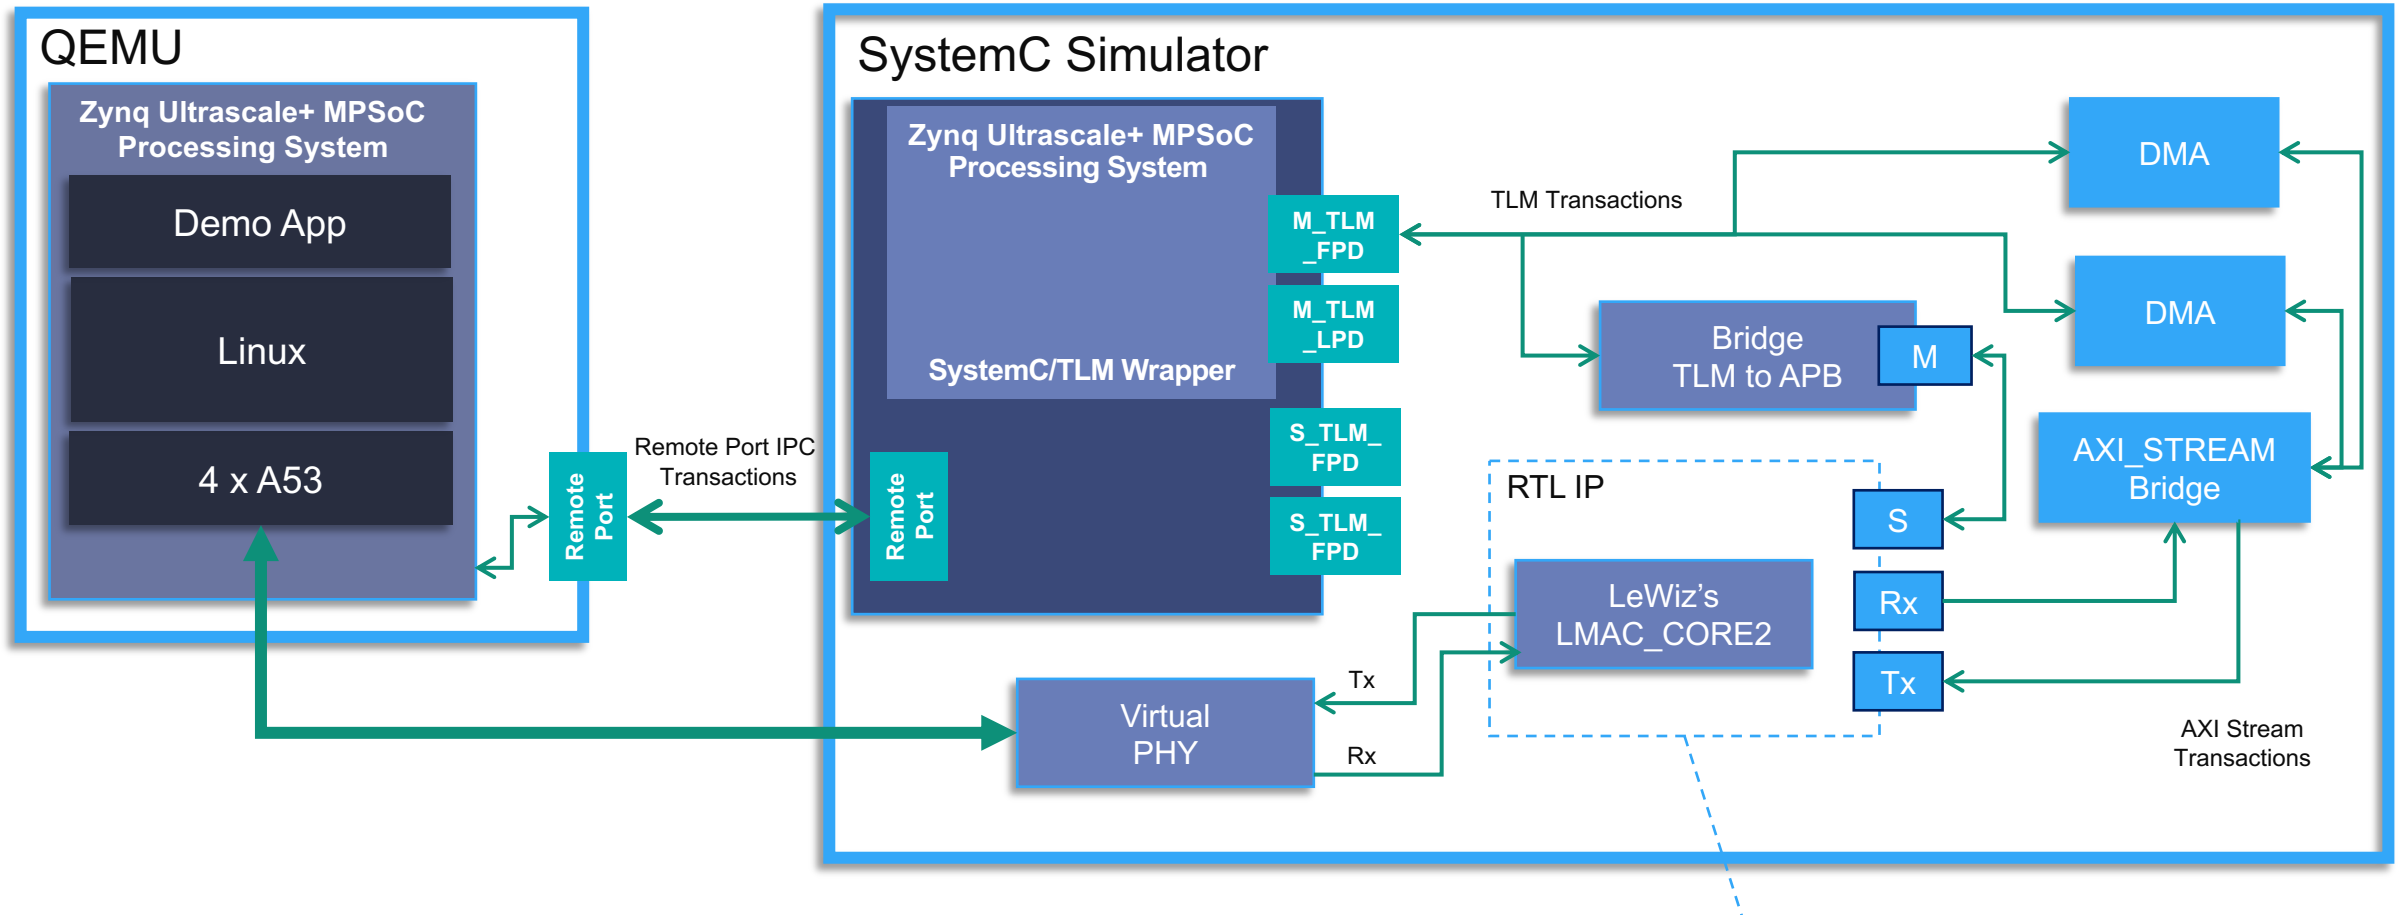 QEMU
Zynq Ultrascale+ MPSoC
Processing System
Demo App
Linux
4 x A53
Remote
Port
Remote Port IPC
Transactions
SystemC Simulator
Zynq Ultrascale+ MPSoC
Processing System
SystemC/TLM Wrapper
Remote
Port
M_TLM
_FPD
M_TLM
_LPD
S_TLM_
FPD
S_TLM_
FPD
TLM Transactions
DMA
DMA
Bridge
TLM to APB
M
AXI_STREAM
Bridge
RTL IP
S
Rx
Tx
LeWiz’s
LMAC_CORE2
Tx
Rx
Virtual
PHY
AXI Stream
Transactions